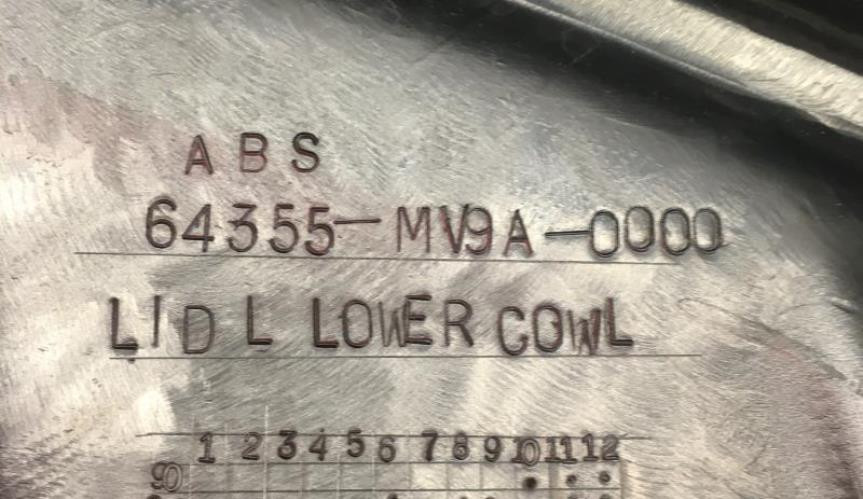 ABS
64355-MV9A-0000
LID L LOWER COWL
1 2 3 4 5 6 7 8 9 10 11 12
90